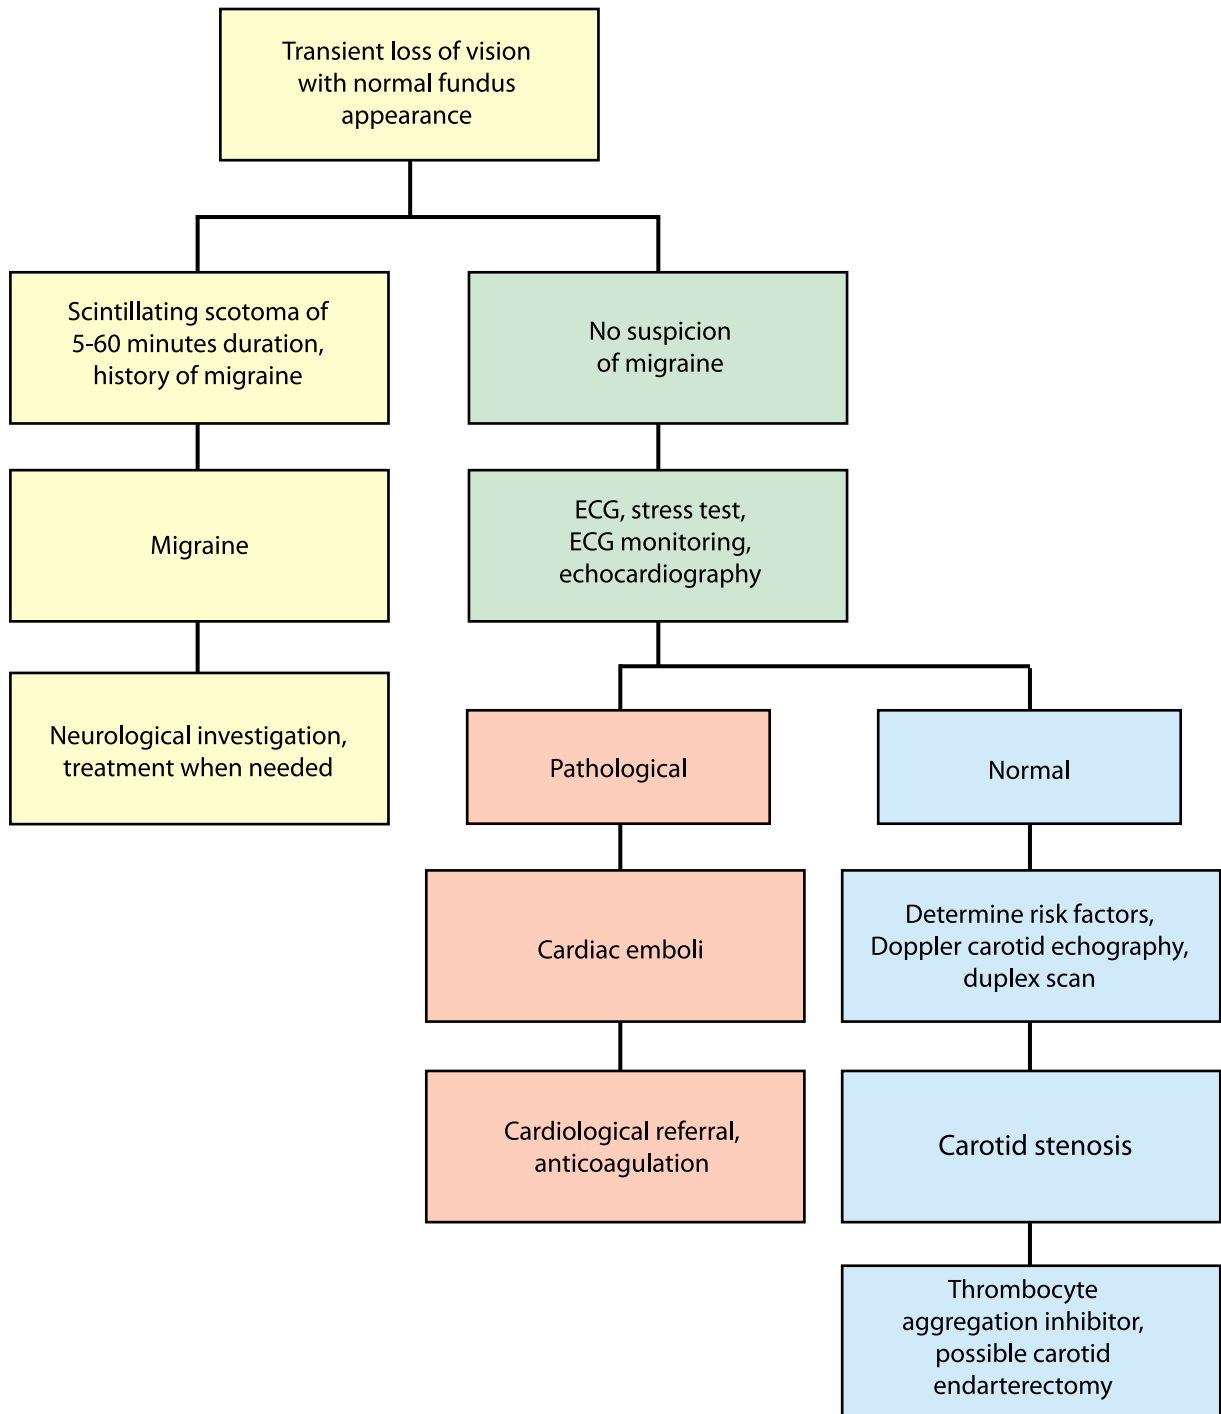 Transient loss of vision
with normal fundus
appearance
Scintillating scotoma of
5-60 minutes duration,
history of migraine
No suspicion
of migraine
Migraine
ECG, stress test,
ECG monitoring,
echocardiography
Neurological investigation,
treatment when needed
Pathological
Normal
Cardiac emboli
Determine risk factors,
Doppler carotid echography,
duplex scan
Cardiological referral,
anticoagulation
Carotid stenosis
Thrombocyte
aggregation inhibitor,
possible carotid
endarterectomy